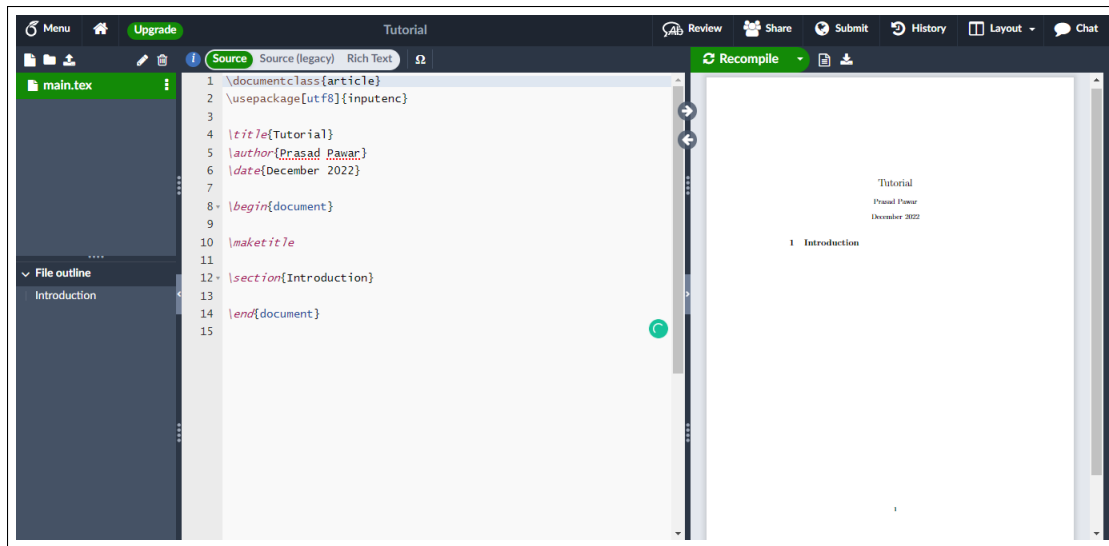 Menu Upgrade Tutorial Review Share Submit History Layout Chat
i Source Source (legacy) Rich Text Ω Recompile
main.tex
File outline
Introduction
1 \documentclass{article}
2 \usepackage[utf8]{inputenc}
3
4 \title{Tutorial}
5 \author{Prasad Pawar}
6 \date{December 2022}
7
8 \begin{document}
9
10 \maketitle
11
12 \section{Introduction}
13
14 \end{document}
15
Tutorial
Prasad Pawar
December 2022
1 Introduction
1